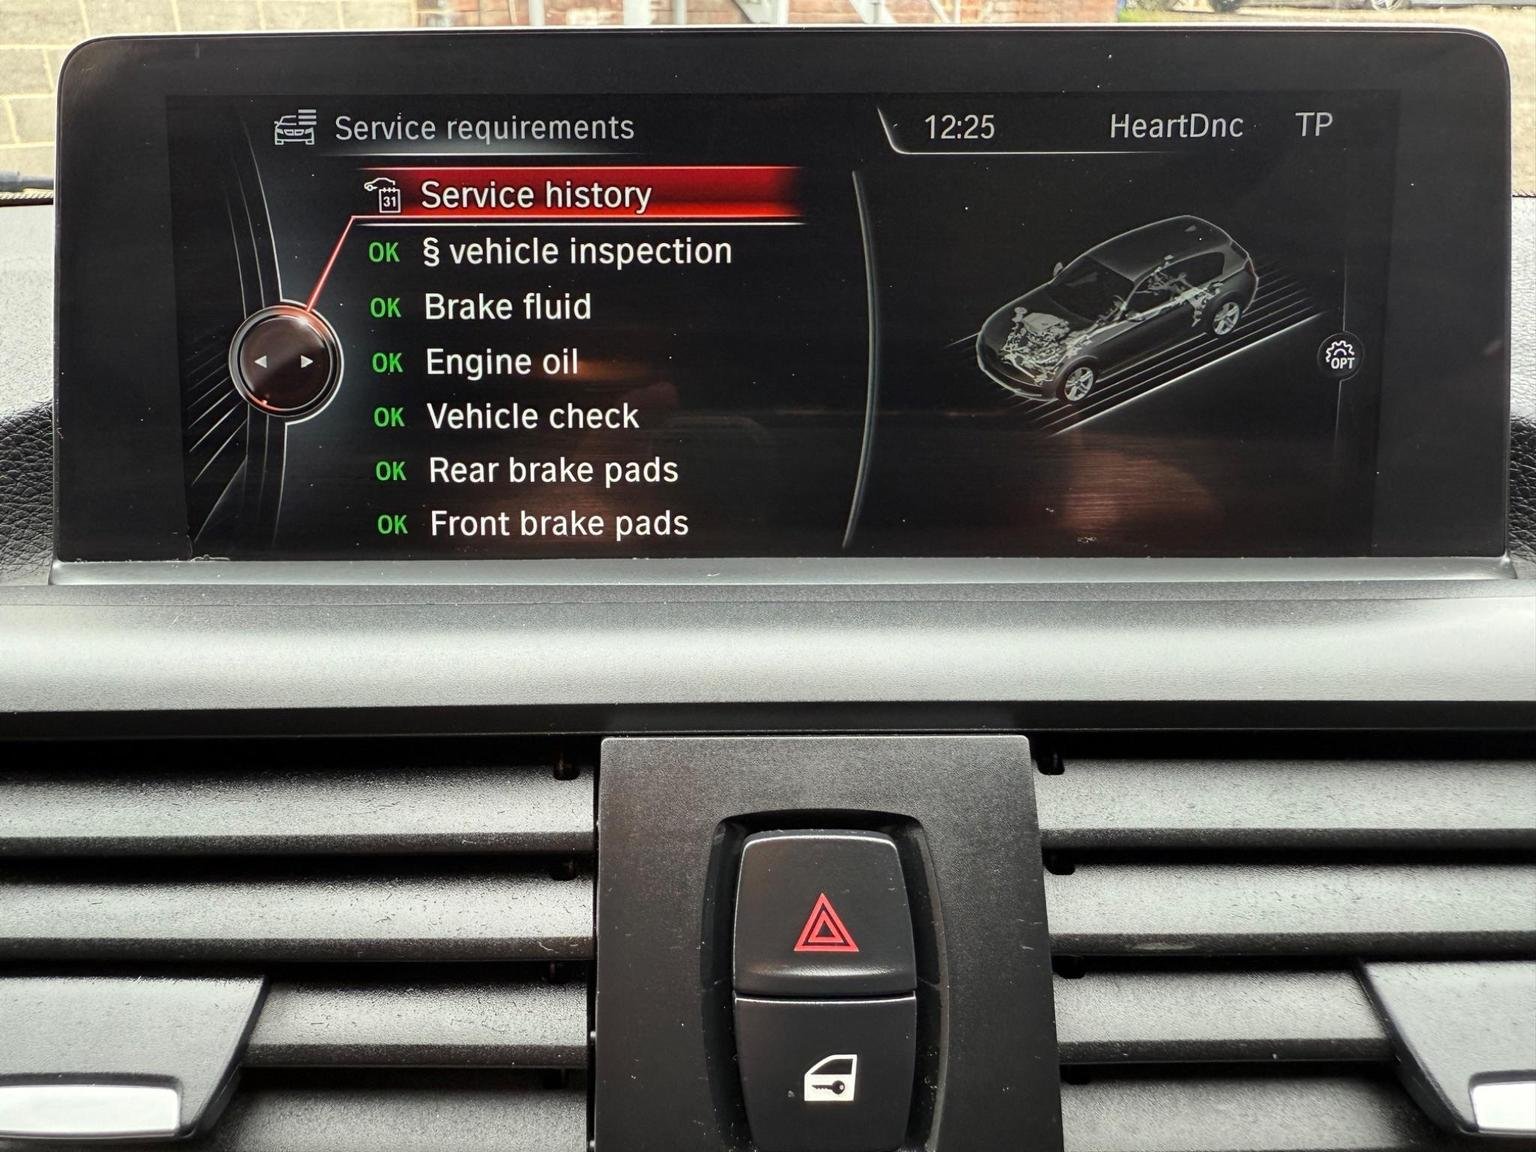 Service requirements
12:25
HeartDnc
TP
31
Service history
OK § vehicle inspection
OK Brake fluid
OK Engine oil
OK Vehicle check
OK Rear brake pads
OK Front brake pads
OPT